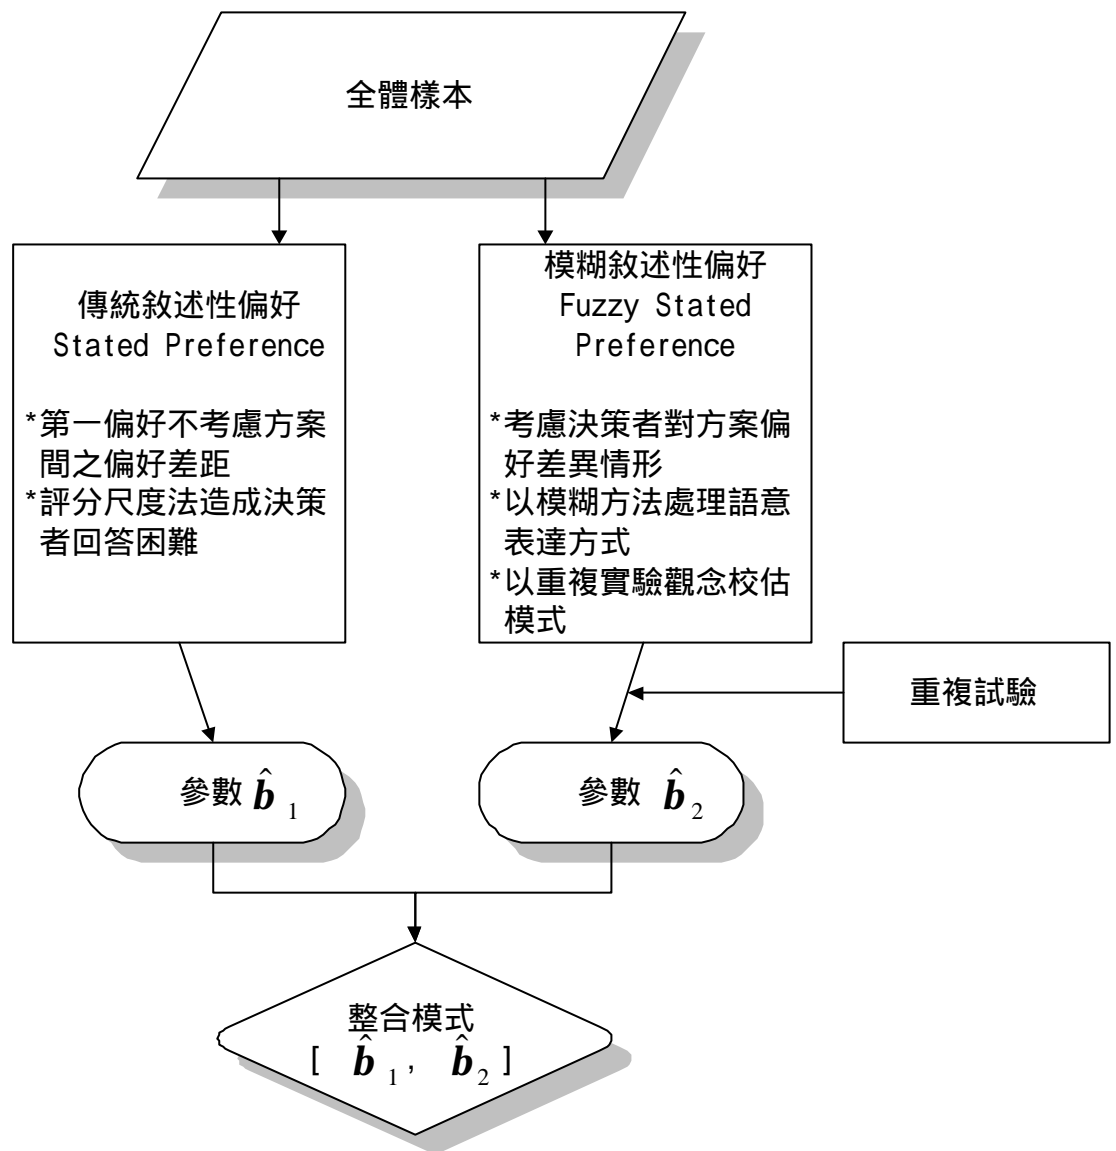 全體樣本
傳統敘述性偏好
Stated Preference
*第一偏好不考慮方案
間之偏好差距
*評分尺度法造成決策
者回答困難
模糊敘述性偏好
Fuzzy Stated
Preference
*考慮決策者對方案偏
好差異情形
*以模糊方法處理語意
表達方式
*以重複實驗觀念校估
模式
重複試驗
參數 b̂ 1
參數 b̂ 2
整合模式
[ b̂ 1 , b̂ 2 ]